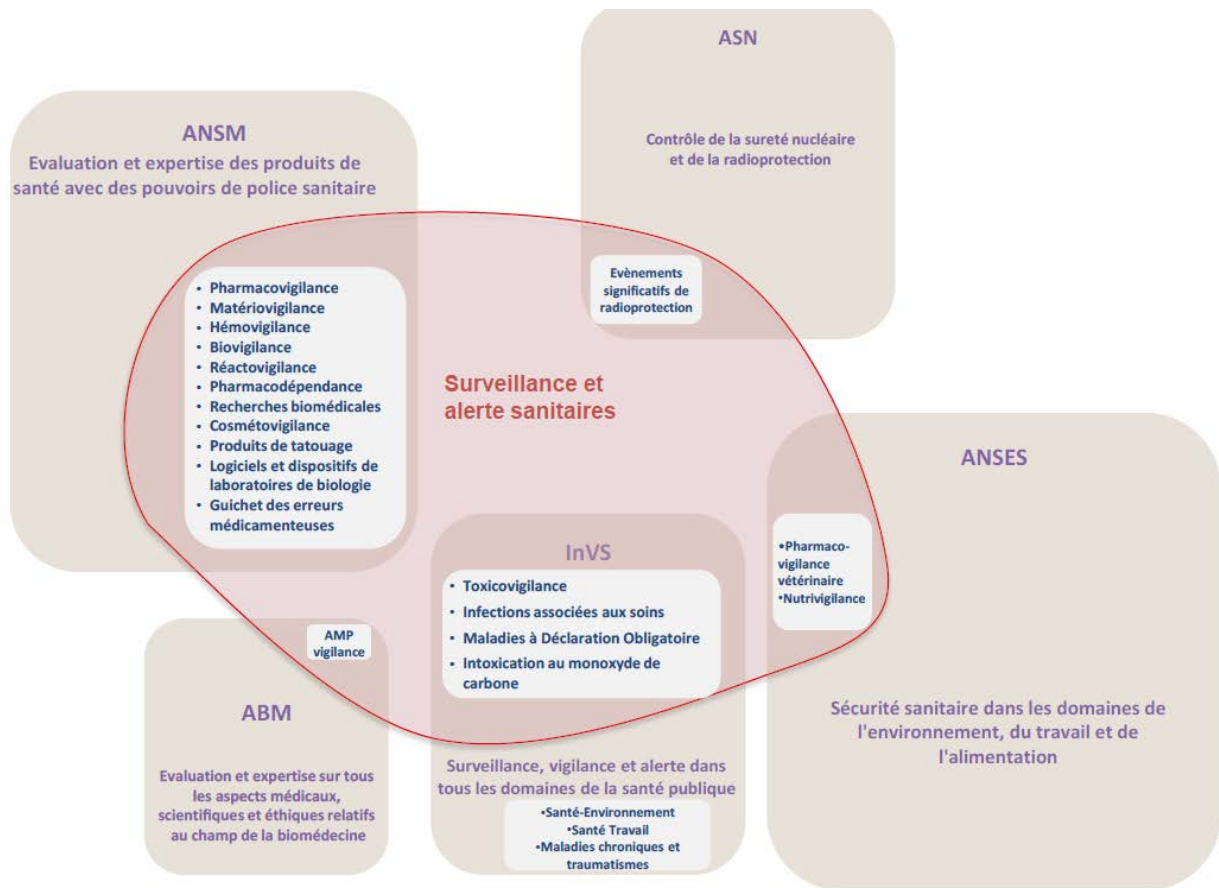 ASN
Contrôle de la sureté nucléaire
et de la radioprotection
Evènements
significatifs de
radioprotection
ANSM
Evaluation et expertise des produits de
santé avec des pouvoirs de police sanitaire
• Pharmacovigilance
• Matériovigilance
• Hémovigilance
• Biovigilance
• Réactovigilance
• Pharmacodépendance
• Recherches biomédicales
• Cosmétovigilance
• Produits de tatouage
• Logiciels et dispositifs de
laboratoires de biologie
• Guichet des erreurs
médicamenteuses
Surveillance et
alerte sanitaires
ANSES
•Pharmaco-
vigilance
vétérinaire
•Nutrivigilance
Sécurité sanitaire dans les domaines de
l'environnement, du travail et de
l'alimentation
InVS
• Toxicovigilance
• Infections associées aux soins
• Maladies à Déclaration Obligatoire
• Intoxication au monoxyde de
carbone
Surveillance, vigilance et alerte dans
tous les domaines de la santé publique
•Santé-Environnement
•Santé Travail
•Maladies chroniques et
traumatismes
AMP
vigilance
ABM
Evaluation et expertise sur tous
les aspects médicaux,
scientifiques et éthiques relatifs
au champ de la biomédecine